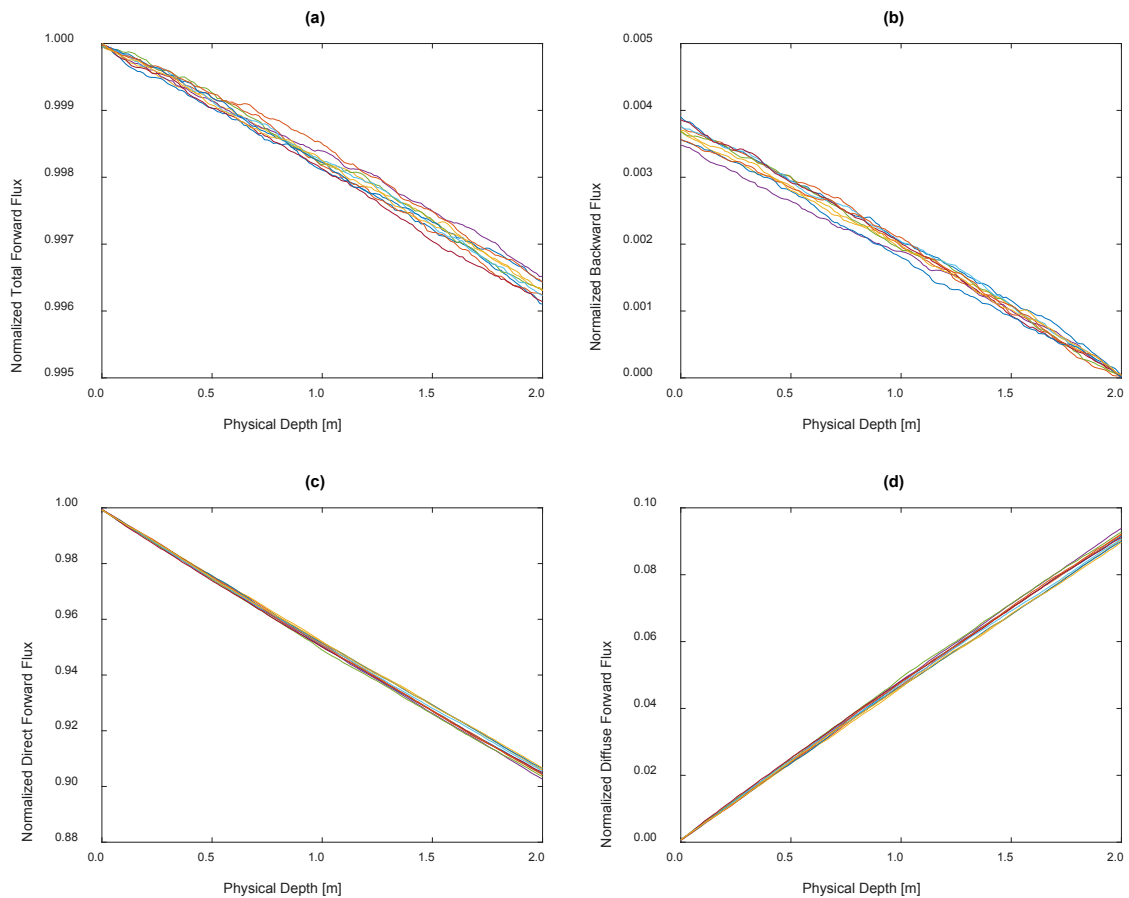 (a)
Normalized Total Forward Flux
1.000
0.999
0.998
0.997
0.996
0.995
0.0 0.5 1.0 1.5 2.0
Physical Depth [m]
(b)
Normalized Backward Flux
0.005
0.004
0.003
0.002
0.001
0.000
0.0 0.5 1.0 1.5 2.0
Physical Depth [m]
(c)
Normalized Direct Forward Flux
1.00
0.98
0.96
0.94
0.92
0.90
0.88
0.0 0.5 1.0 1.5 2.0
Physical Depth [m]
(d)
Normalized Diffuse Forward Flux
0.10
0.08
0.06
0.04
0.02
0.00
0.0 0.5 1.0 1.5 2.0
Physical Depth [m]